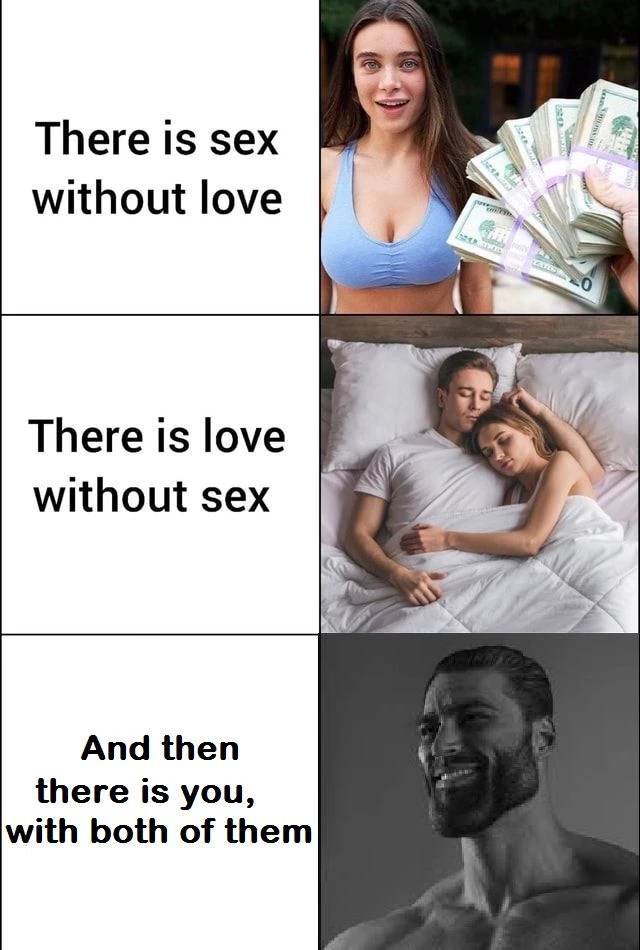 There is sex
without love
There is love
without sex
And then
there is you,
with both of them